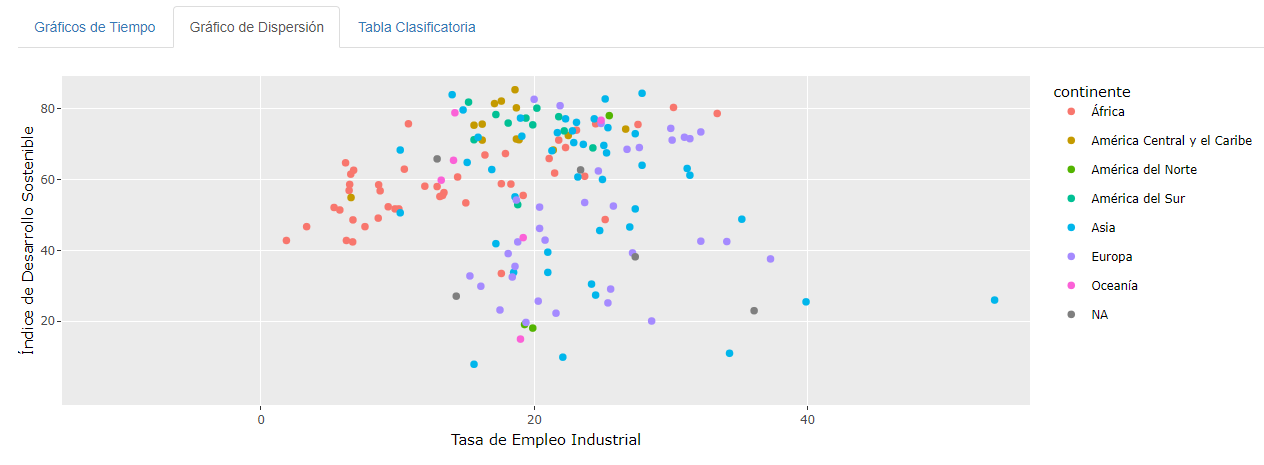 Gráficos de Tiempo
Gráfico de Dispersión
Tabla Clasificatoria
Índice de Desarrollo Sostenible
80
60
40
20
0
20
40
Tasa de Empleo Industrial
continente
África
América Central y el Caribe
América del Norte
América del Sur
Asia
Europa
Oceanía
NA